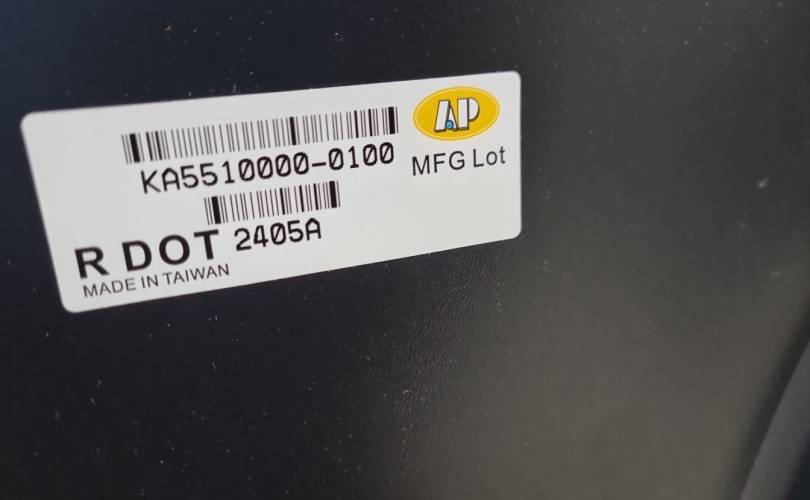 AP
KA5510000-0100
MFG Lot
R DOT 2405A
MADE IN TAIWAN